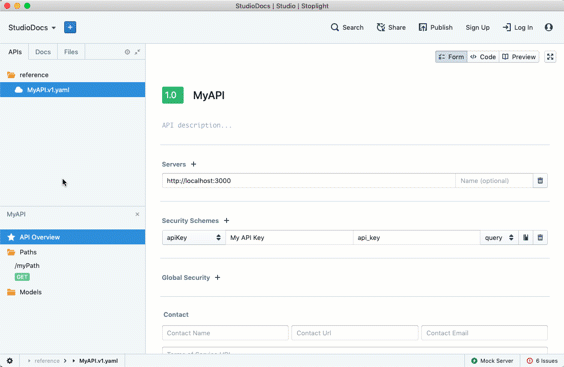 StudioDocs | Studio | Stoplight
StudioDocs
Search
Share
Publish
Sign Up
Log In
APIs
Docs
Files
Form
Code
Preview
reference
MyAPI.v1.yaml
1.0
MyAPI
API description...
Servers
http://localhost:3000
Name (optional)
MyAPI
Security Schemes
API Overview
apiKey
My API Key
api_key
query
Paths
/myPath
GET
Global Security
Models
Contact
Contact Name
Contact Url
Contact Email
reference
MyAPI.v1.yaml
Mock Server
6 Issues